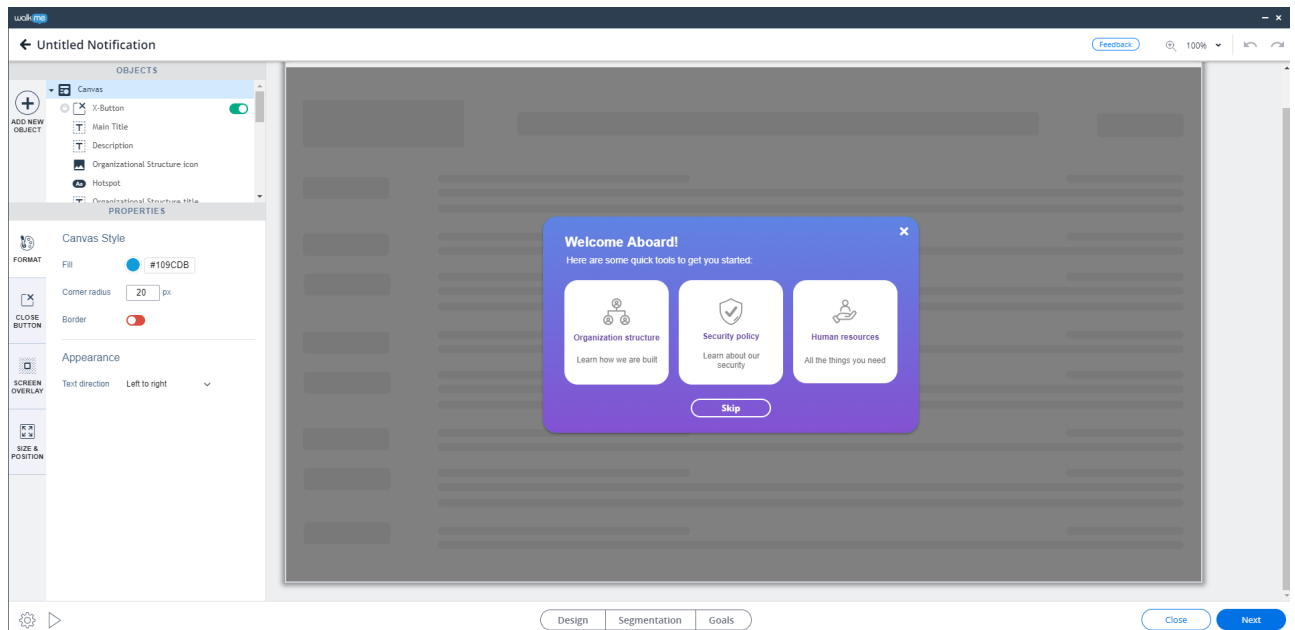 walkme
Untitled Notification
Feedback
100%
OBJECTS
ADD NEW
OBJECT
Canvas
X-Button
Main Title
Description
Organizational Structure icon
Aa Hotspot
Organizational Structure title
PROPERTIES
FORMAT
CLOSE
BUTTON
SCREEN
OVERLAY
SIZE &
POSITION
Canvas Style
Fill #109CDB
Corner radius 20 px
Border
Appearance
Text direction Left to right
Welcome Aboard!
Here are some quick tools to get you started:
Organization structure
Learn how we are built
Security policy
Learn about our
security
Human resources
All the things you need
Skip
Design Segmentation Goals
Close Next